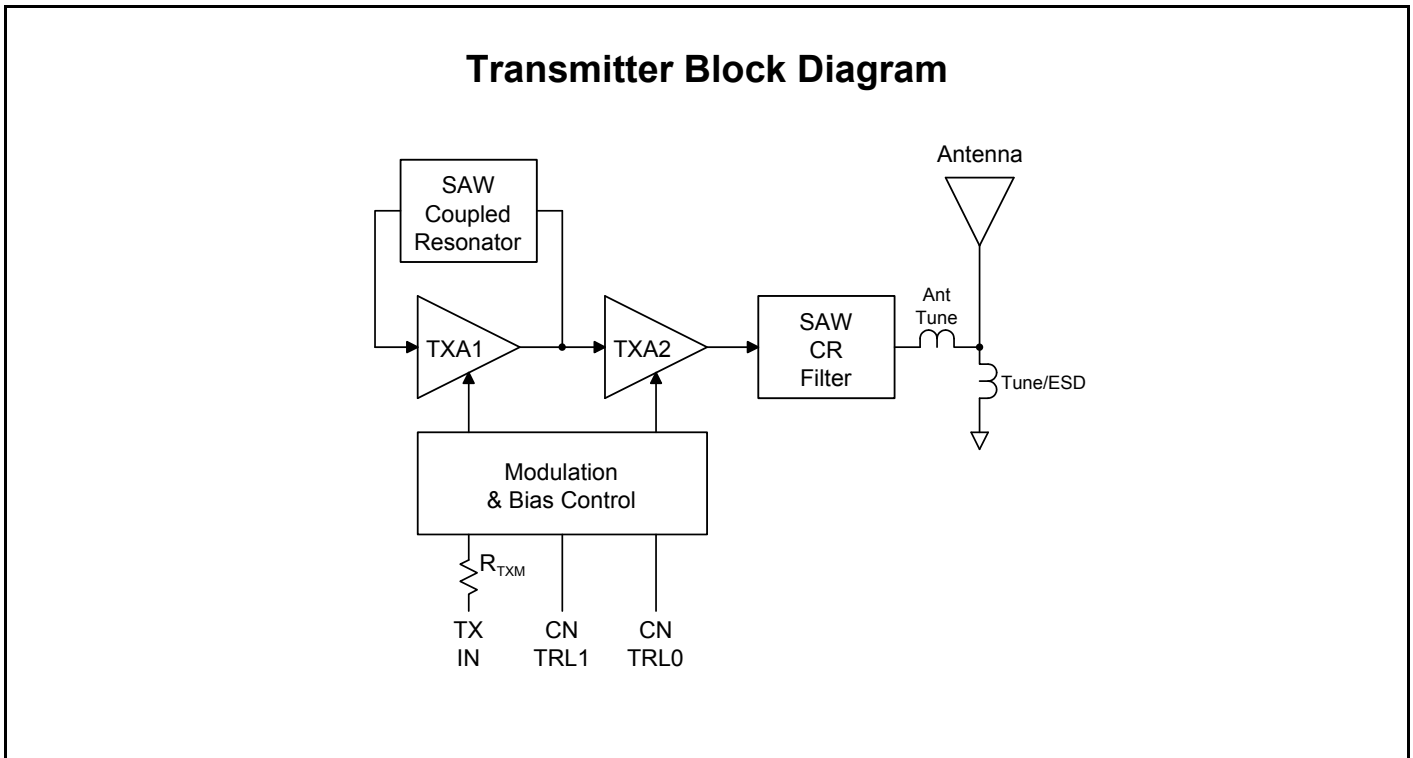 Transmitter Block Diagram
Antenna
SAW
Coupled
Resonator
Ant
Tune
TXA1
TXA2
SAW
CR
Filter
Tune/ESD
Modulation
& Bias Control
RTXM
TX
IN
CN
TRL1
CN
TRL0